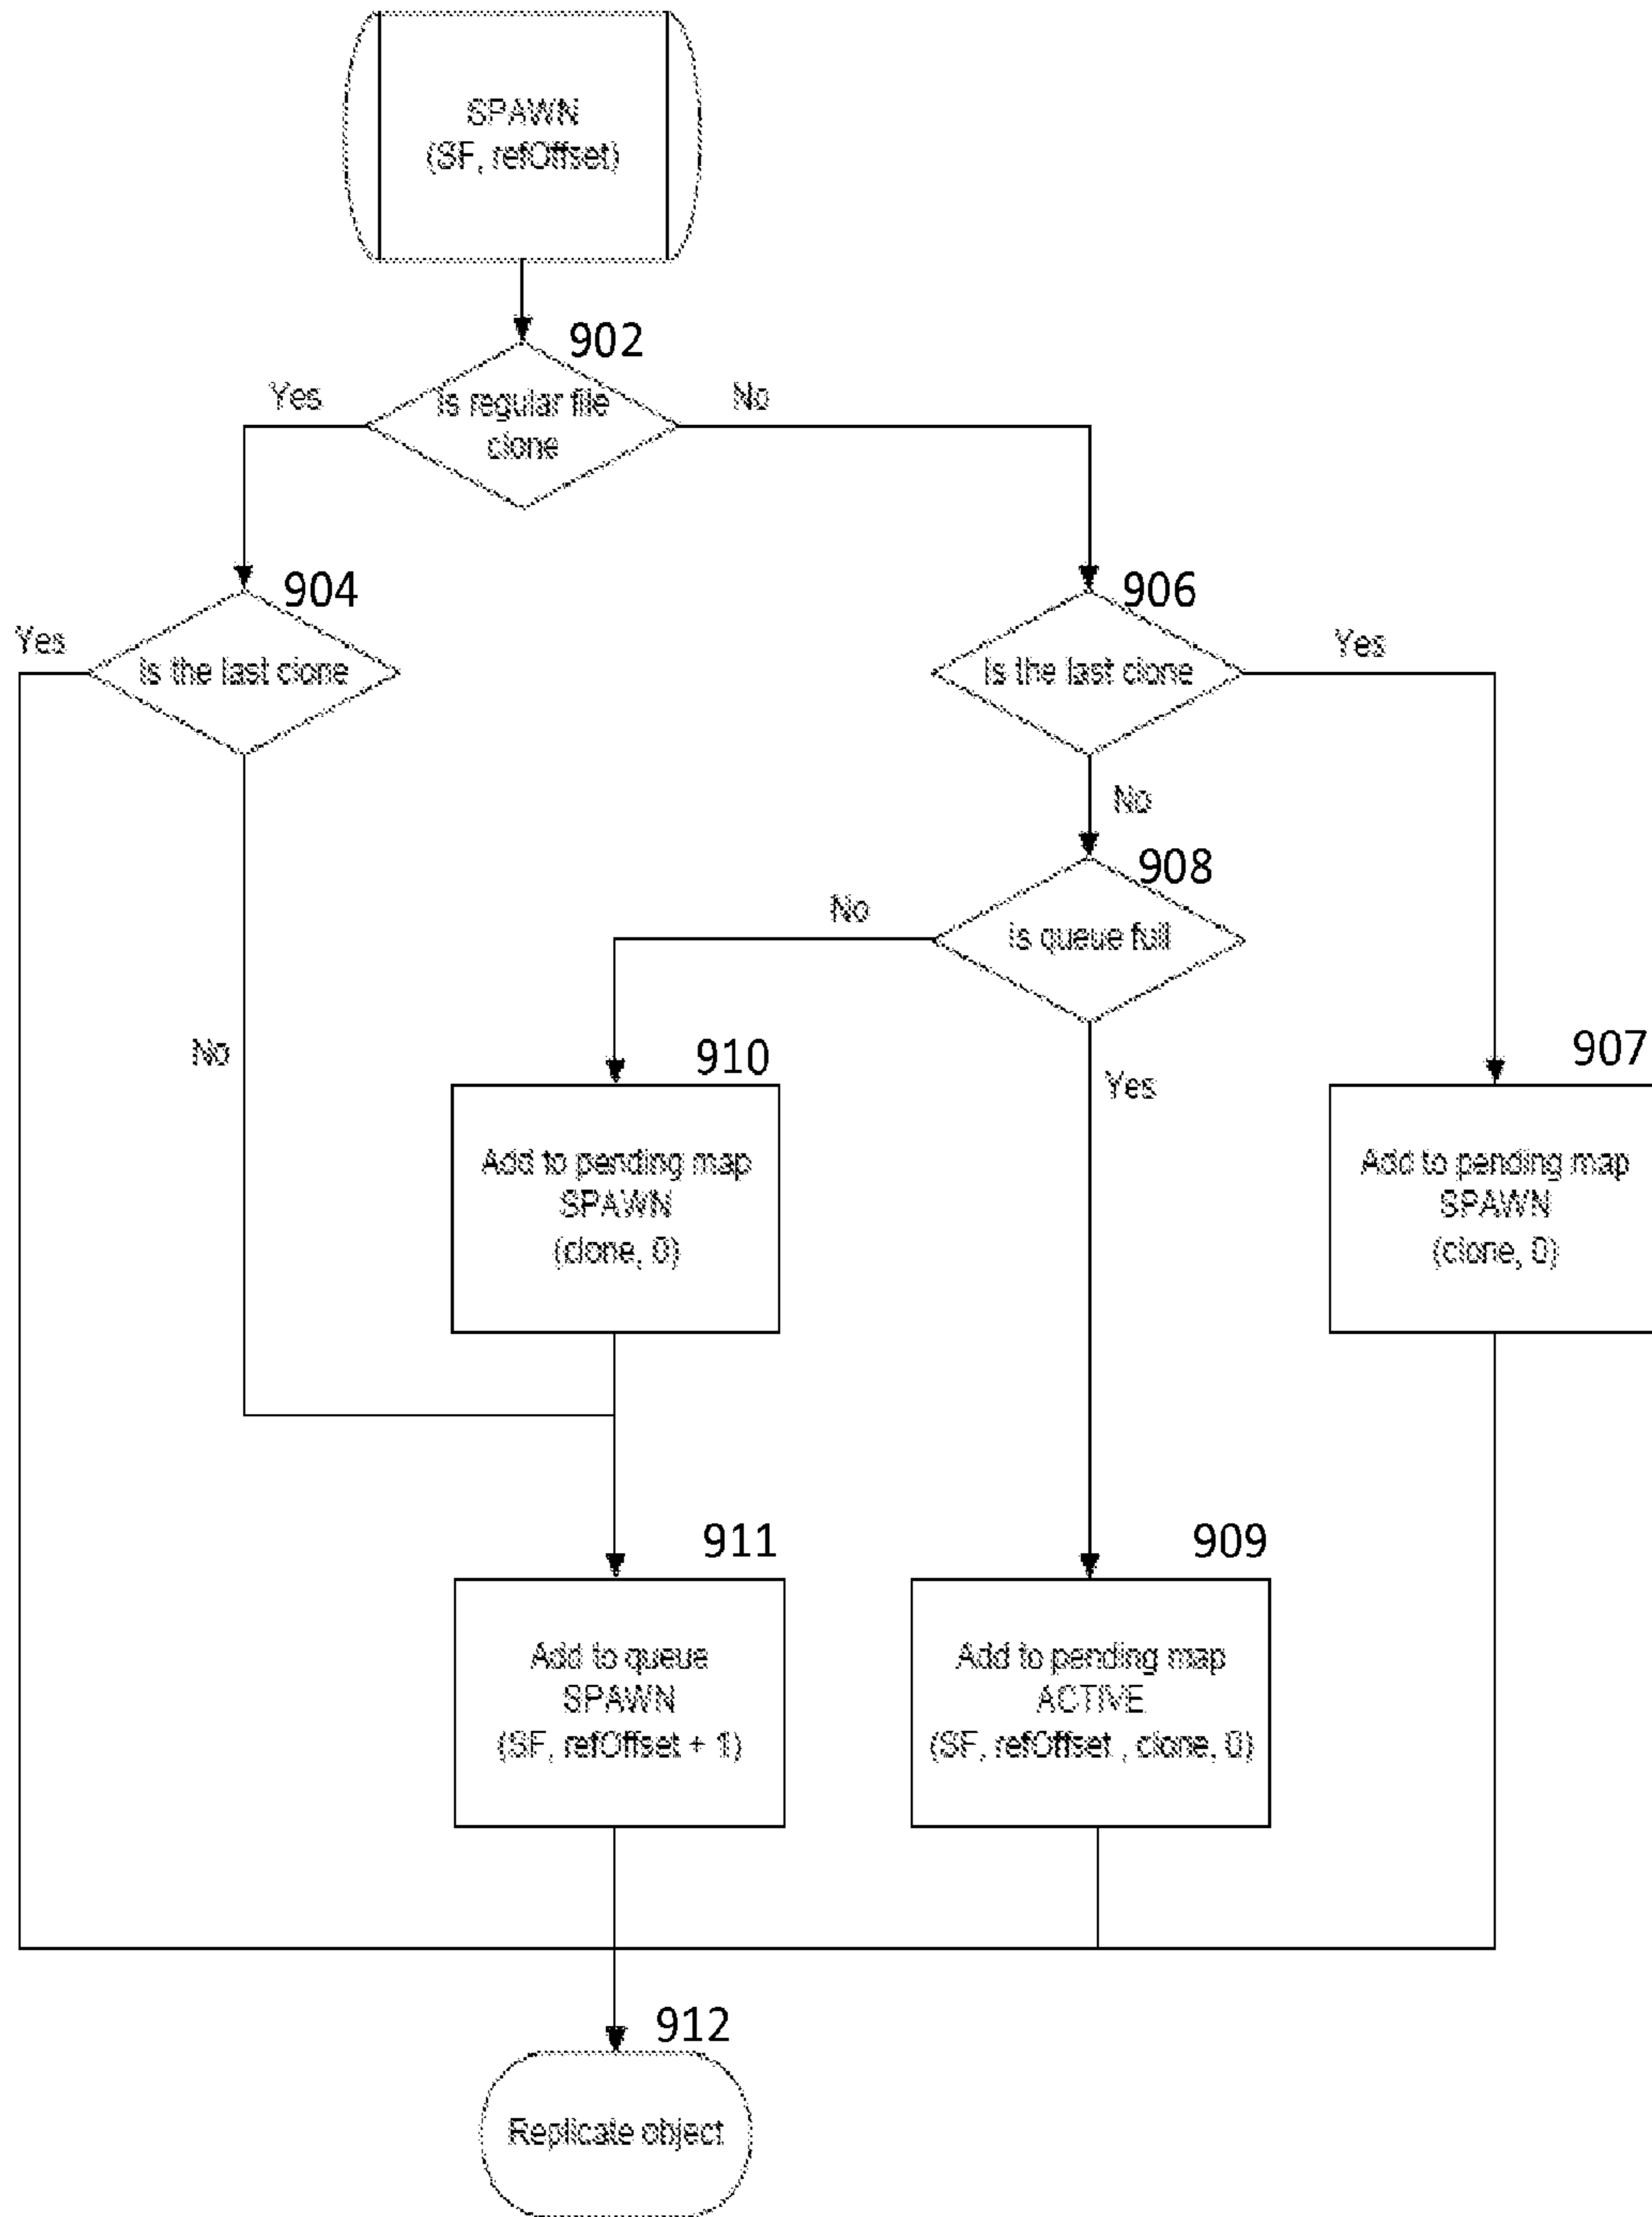 SPAWN
(SF, refOffset)
902
Yes
No
Is regular file
clone
904
906
Yes
Is the last clone
Is the last clone
Yes
No
908
No
Is queue full
No
910
Yes
907
Add to pending map
SPAWN
(clone, 0)
Add to pending map
SPAWN
(clone, 0)
911
909
Add to queue
SPAWN
(SF, refOffset + 1)
Add to pending map
ACTIVE
(SF, refOffset , clone, 0)
912
Replicate object